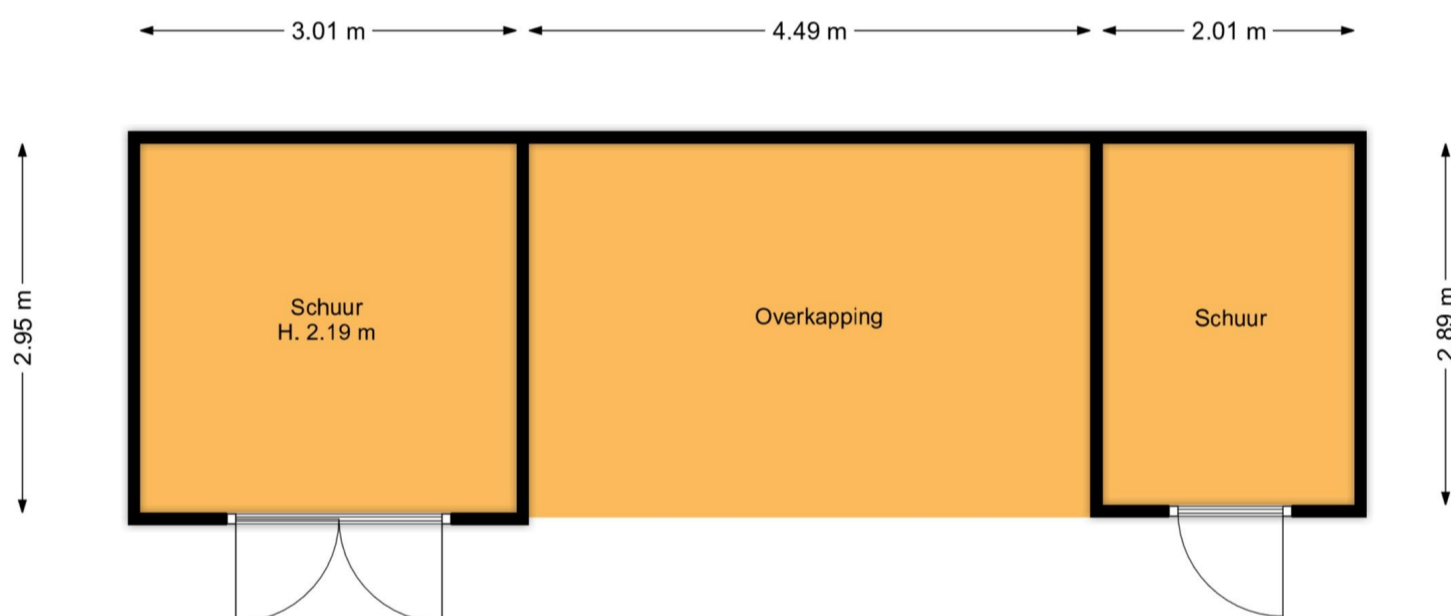 3.01 m
4.49 m
2.01 m
2.95 m
Schuur
H. 2.19 m
Overkapping
Schuur
2.89 m